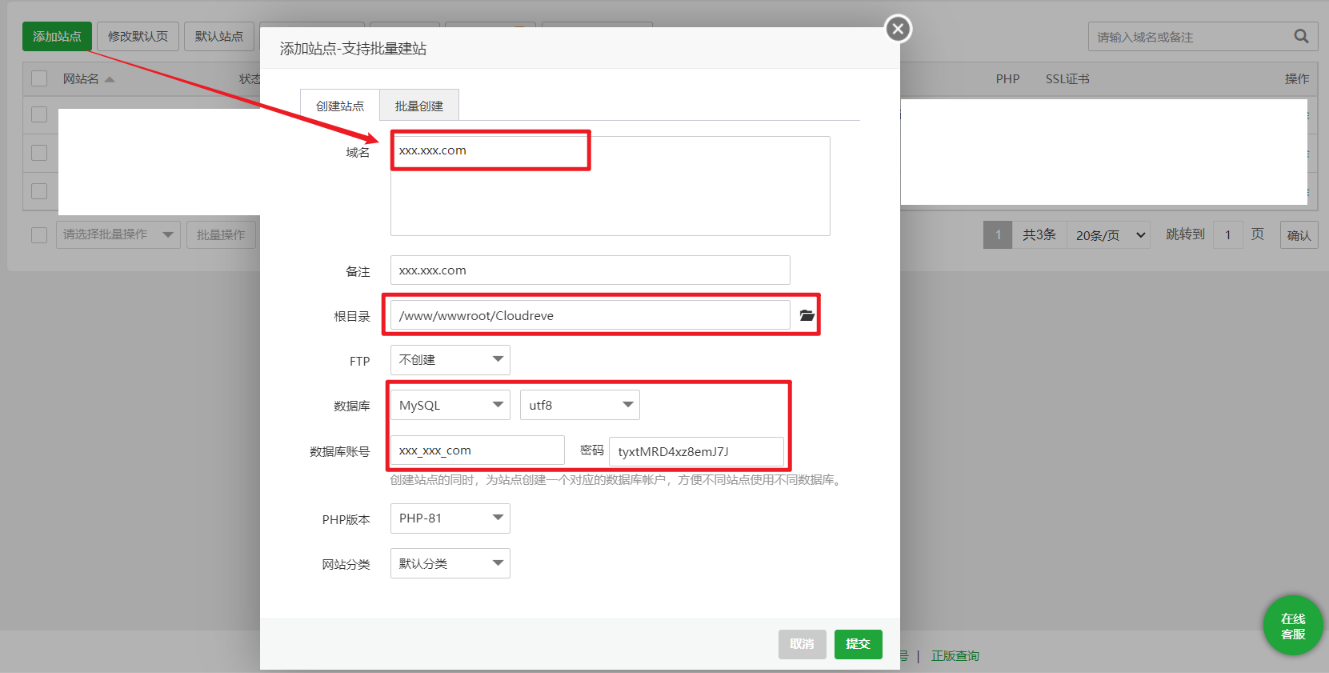 添加站点
修改默认页
默认站点
请输入域名或备注
添加站点-支持批量建站
网站名
状态
PHP
SSL证书
操作
创建站点
批量创建
域名
xxx.xxx.com
请选择批量操作
批量操作
1
共3条
20条/页
跳转到
1
页
确认
备注
xxx.xxx.com
根目录
/www/wwwroot/Cloudreve
FTP
不创建
数据库
MySQL
utf8
数据库账号
xxx_xxx_com
密码
tyxtMRD4xz8emJ7J
创建站点的同时，为站点创建一个对应的数据库帐户，方便不同站点使用不同数据库。
PHP版本
PHP-81
网站分类
默认分类
在线
客服
取消
提交
号 | 正版查询